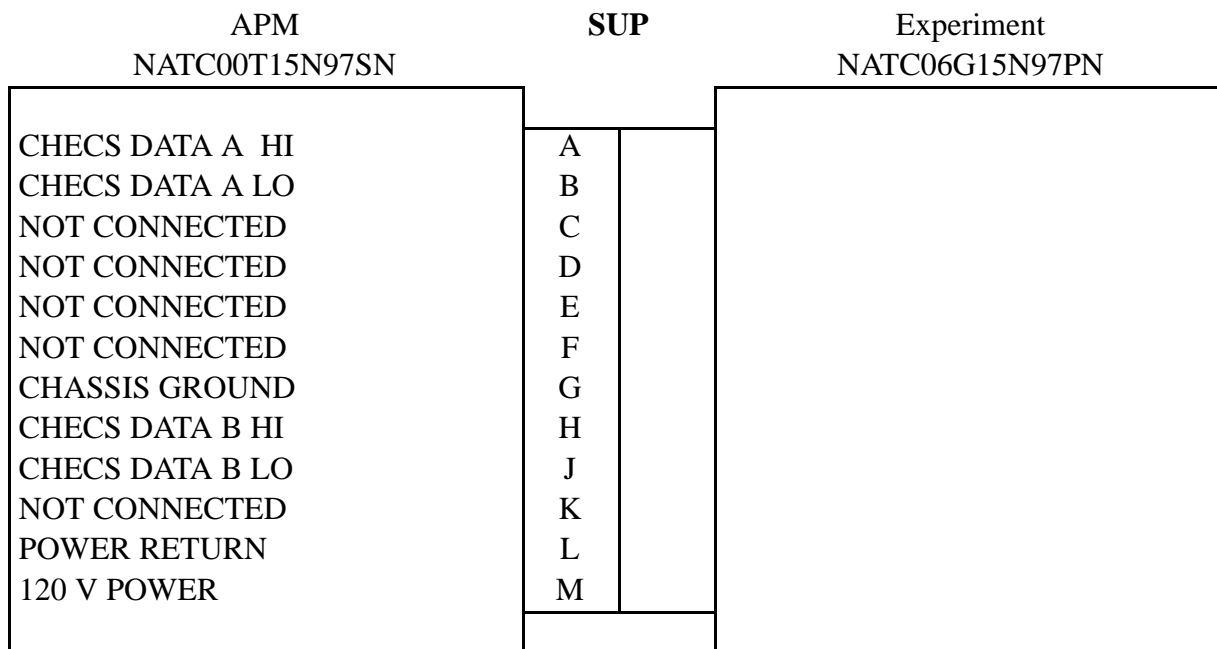 APM SUP Experiment
NATC00T15N97SN NATC06G15N97PN
CHECS DATA A HI A
CHECS DATA A LO B
NOT CONNECTED C
NOT CONNECTED D
NOT CONNECTED E
NOT CONNECTED F
CHASSIS GROUND G
CHECS DATA B HI H
CHECS DATA B LO J
NOT CONNECTED K
POWER RETURN L
120 V POWER M